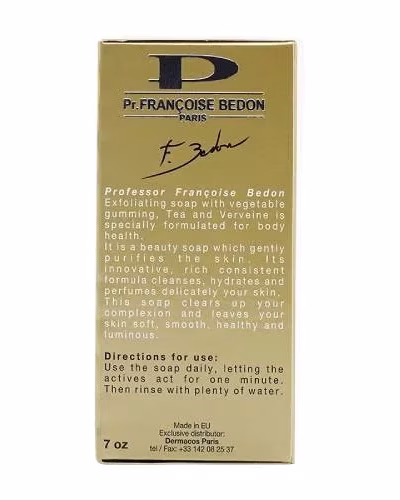 P
Pr.FRANÇOISE BEDON
PARIS
F. Bedon
Professor Françoise Bedon
Exfoliating soap with vegetable
gumming, Tea and Verveine is
specially formulated for body
health.
It is a beauty soap which gently
purifies the skin. Its
innovative, rich consistent
formula cleanses, hydrates and
perfumes delicately your skin.
This soap clears up your
complexion and leaves your
skin soft, smooth, healthy and
luminous.
Directions for use:
Use the soap daily, letting the
actives act for one minute.
Then rinse with plenty of water.
Made in EU
Exclusive distributor:
Dermacos Paris
7 oz
tel / Fax: +33 142 08 25 37